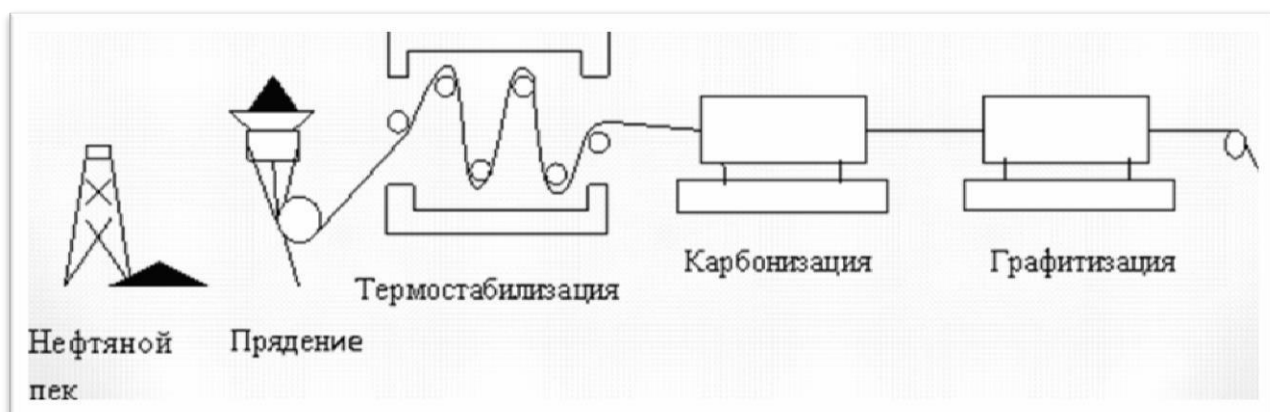 Нефтяной
пек
Прядение
Термостабилизация
Карбонизация
Графитизация